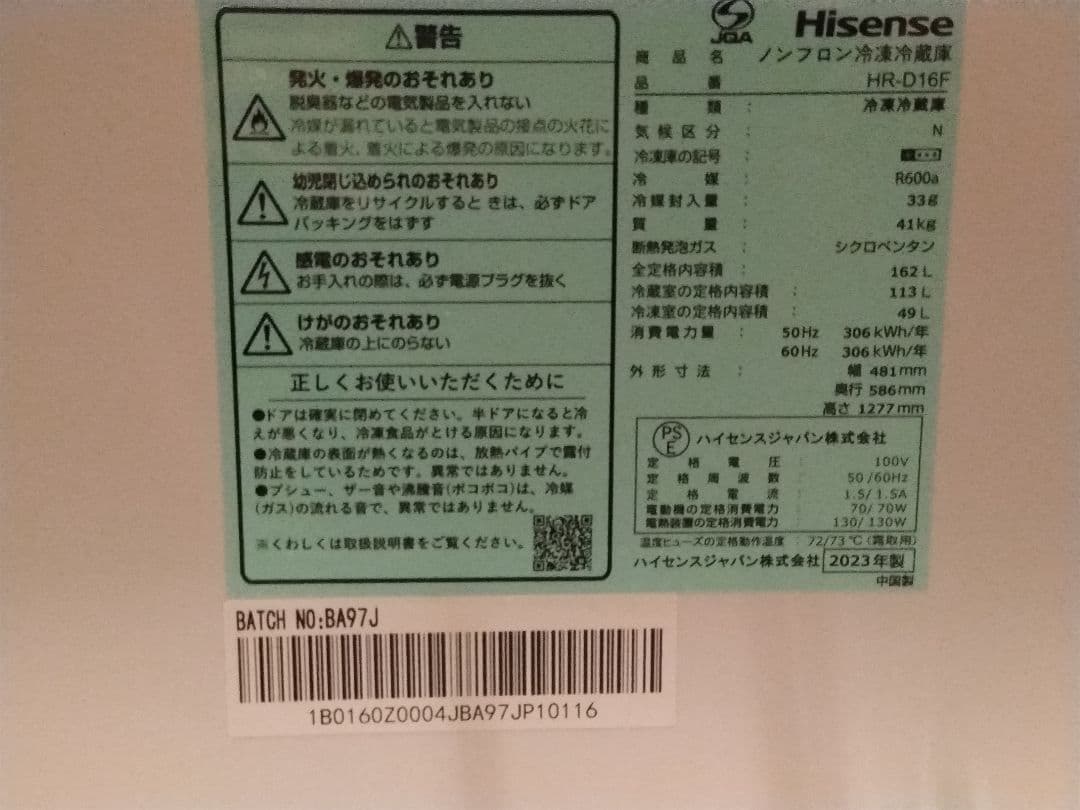 ⚠警告
発火・爆発のおそれあり
脱臭器などの電気製品を入れない
冷媒が漏れていると電気製品の接点の火花に
よる着火、着火による爆発の原因になります。
幼児閉じ込められのおそれあり
冷蔵庫をリサイクルするとき きは、必ずドア
パッキングをはずす
感電のおそれあり
お手入れの際は、必ず電源プラグを抜く
けがのおそれあり
冷蔵庫の上にのらない
正しくお使いいただくために
●ドアは確実に閉めてください。半ドアになると冷
えが悪くなり、冷凍食品がとける原因になります。
●冷蔵庫の表面が熱くなるのは、放熱パイプで露付
防止をしているためです。異常ではありません。
●プシュー、ザー音や沸騰音(ボコボコ)は、冷媒
(ガス)の流れる音で、異常ではありません。
※くわしくは取扱説明書をご覧ください。
JQA
Hisense
商品名 ノンフロン冷凍冷蔵庫
品番 HR-D16F
種類 : 冷凍冷蔵庫
気候区分 : N
冷凍庫の記号 :
冷媒 : R600a
冷媒封入量 : 33g
質量 : 41kg
断熱発泡ガス : シクロペンタン
全定格内容積 : 162L
冷蔵室の定格内容積 : 113L
冷凍室の定格内容積 : 49L
消費電力量 : 50Hz 306kWh/年
60Hz 306kWh/年
外形寸法 : 幅 481mm
奥行 586mm
高さ 1277mm
PSE ハイセンスジャパン株式会社
定格電圧 : 100V
定格周波数 : 50/60Hz
定格電流 : 1.5/1.5A
電動機の定格消費電力 : 70/70W
電熱装置の定格消費電力 : 130/130W
温度ヒューズの定格動作温度 : 72/73℃(霜取用)
ハイセンスジャパン株式会社 2023年製
中国製
BATCH NO:BA97J
1B0160Z0004JBA97JP10116